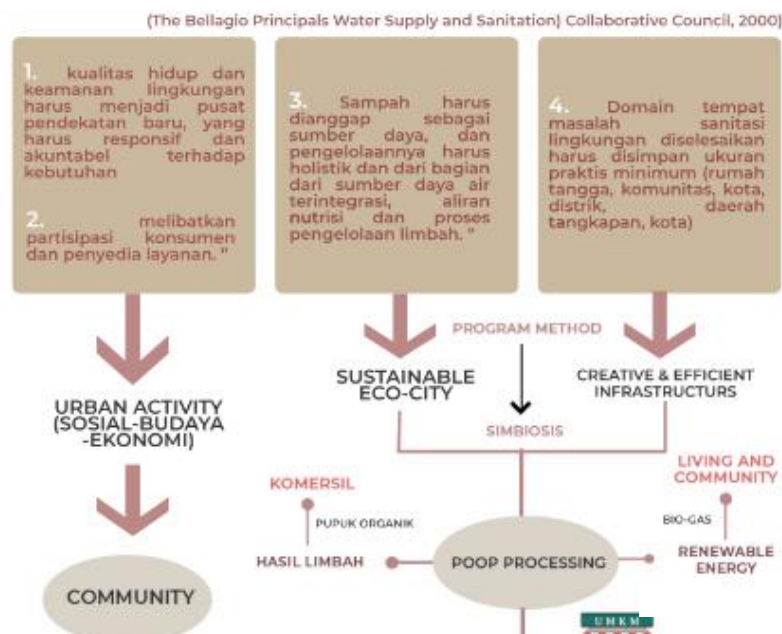 (The Bellagio Principals Water Supply and Sanitation) Collaborative Council, 2000)
1. kualitas hidup dan
keamanan lingkungan
harus menjadi pusat
pendekatan baru, yang
harus responsif dan
akuntabel terhadap
kebutuhan
2. melibatkan
partisipasi konsumen
dan penyedia layanan. "
3. Sampah harus
dianggap sebagai
sumber daya, dan
pengelolaannya harus
holistik dan dari bagian
dari sumber daya air
terintegrasi, aliran
nutrisi dan proses
pengelolaan limbah. "
4. Domain tempat
masalah sanitasi
lingkungan diselesaikan
harus disimpan ukuran
praktis minimum (rumah
tangga, komunitas, kota,
distrik, daerah
tangkapan, kota)
PROGRAM METHOD
URBAN ACTIVITY
(SOSIAL-BUDAYA
-EKONOMI)
SUSTAINABLE
ECO-CITY
CREATIVE & EFFICIENT
INFRASTRUCTURS
SIMBIOSIS
KOMERSIL
LIVING AND
COMMUNITY
PUPUK ORGANIK
BIO-GAS
HASIL LIMBAH
POOP PROCESSING
RENEWABLE
ENERGY
COMMUNITY
UMKM